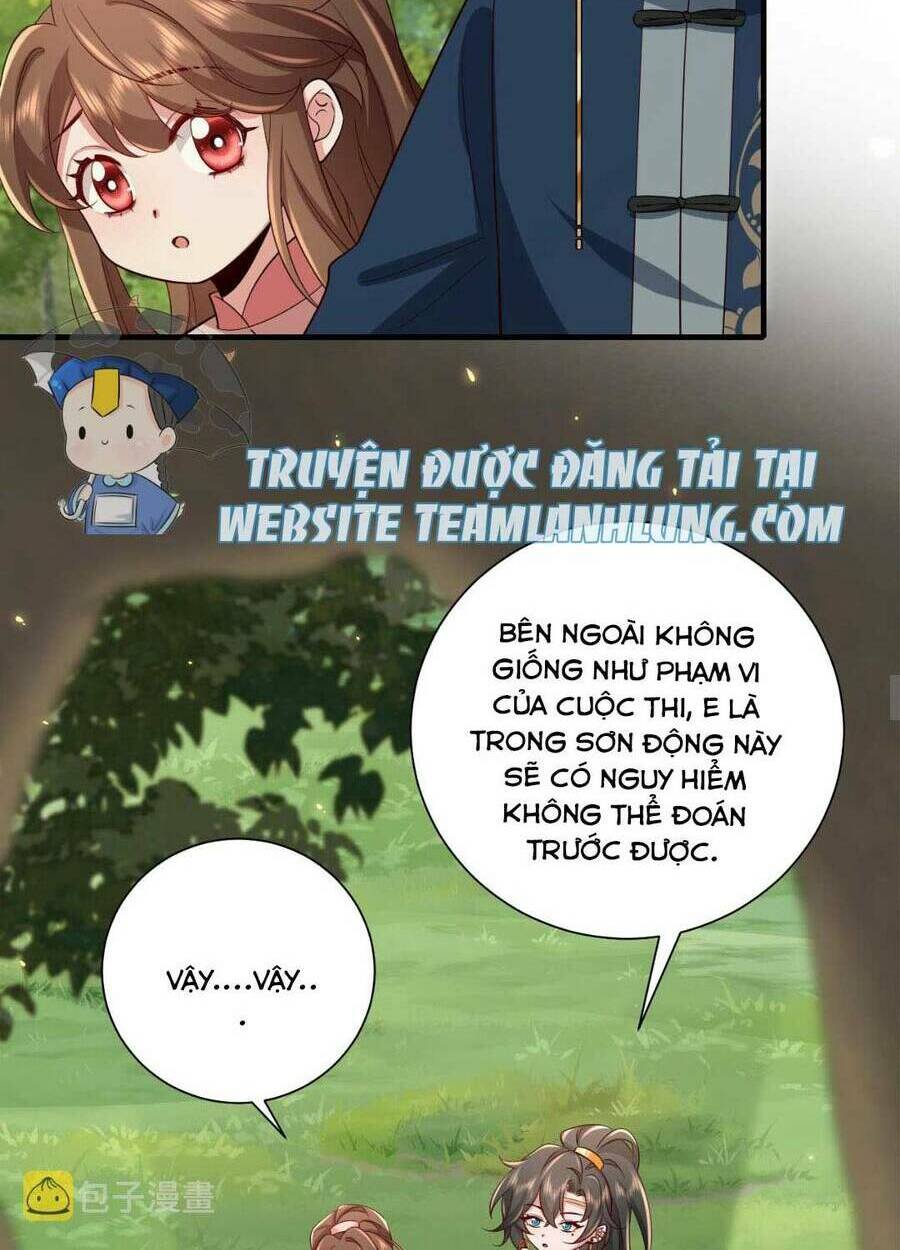 TRUYỆN ĐƯỢC ĐĂNG TẢI TẠI
WEBSITE TEAMLANHLUNG.COM
BÊN NGOÀI KHÔNG
GIỐNG NHƯ PHẠM VI
CỦA CUỘC THI, E LÀ
TRONG SƠN ĐỘNG NÀY
SẼ CÓ NGUY HIỂM
KHÔNG THỂ ĐOÁN
TRƯỚC ĐƯỢC.
VẬY....VẬY..
.
包子漫畫